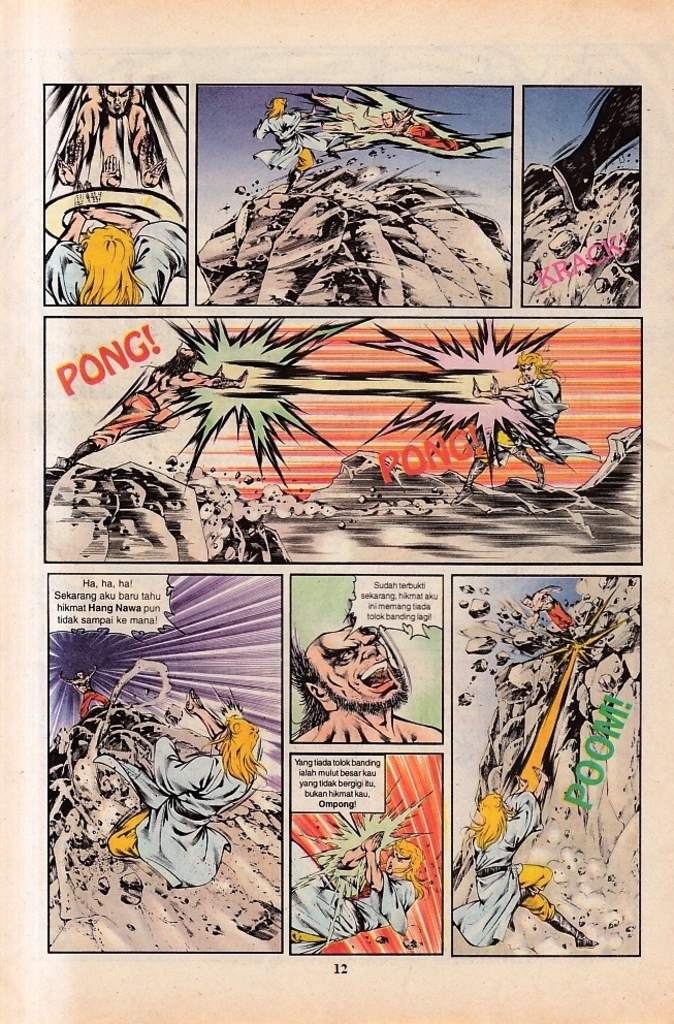 KRACK!
PONG!
PONG!
Ha, ha, ha!
Sekarang aku baru tahu
hikmat Hang Nawa pun
tidak sampai ke mana!
Sudah terbukti
sekarang, hikmat aku
ini memang tiada
tolok banding lagi!
Yang tiada tolok banding
ialah mulut besar kau
yang tidak bergigi itu,
bukan hikmat kau,
Ompong!
POOM!
12